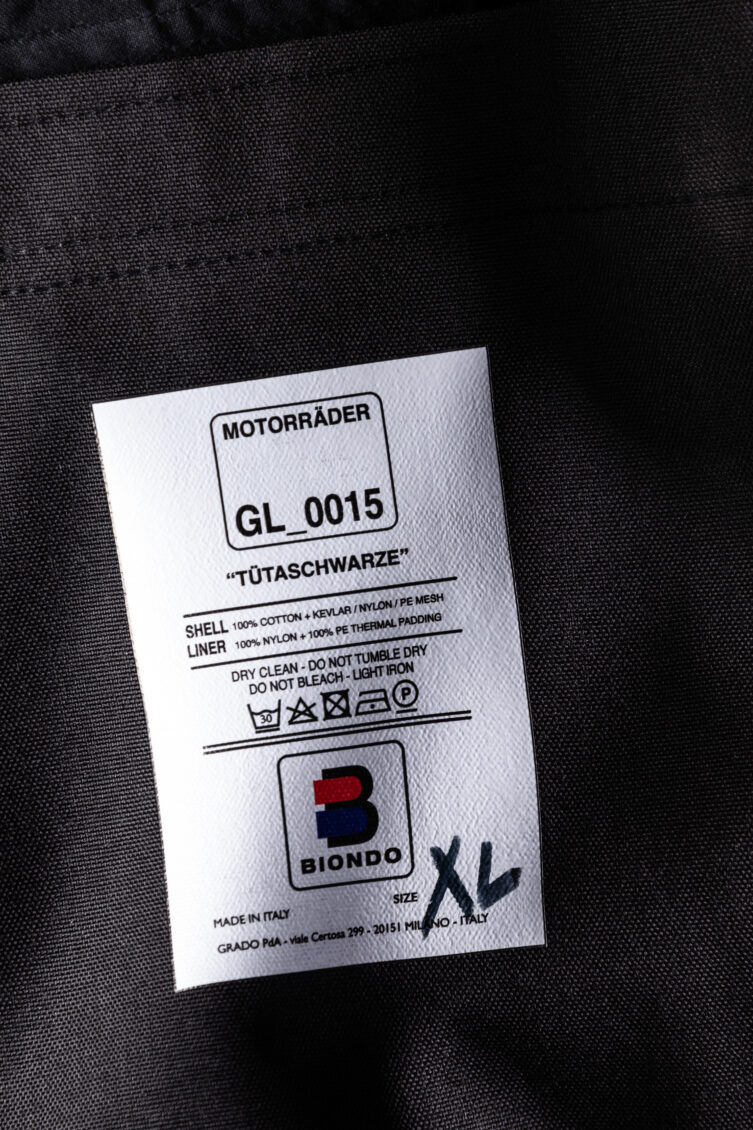 MOTORRÄDER
GL_0015
“TÜTASCHWARZE”
SHELL 100% COTTON + KEVLAR / NYLON / PE MESH
LINER 100% NYLON + 100% PE THERMAL PADDING
DRY CLEAN - DO NOT TUMBLE DRY
DO NOT BLEACH - LIGHT IRON
30 P
B
BIONDO
SIZE XL
MADE IN ITALY
GRADO PdA - viale Certosa 299 - 20151 MILANO - ITALY